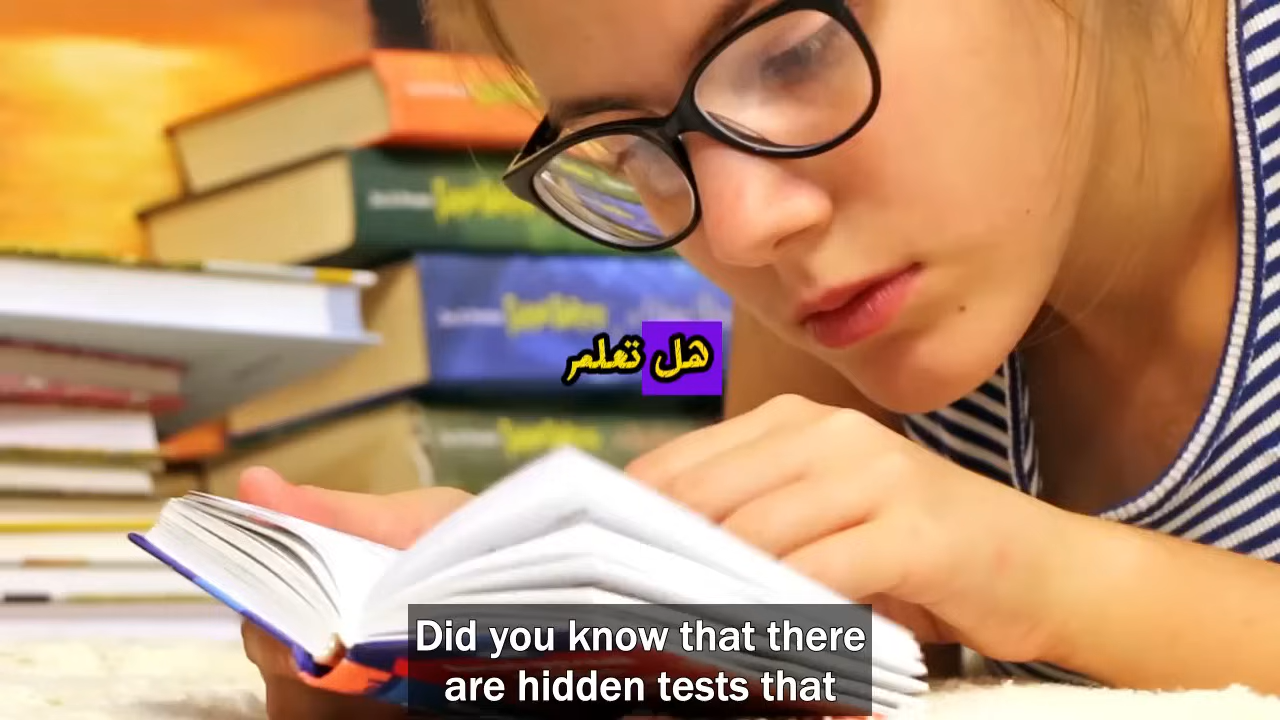 هل تعلم
Did you know that there
are hidden tests that